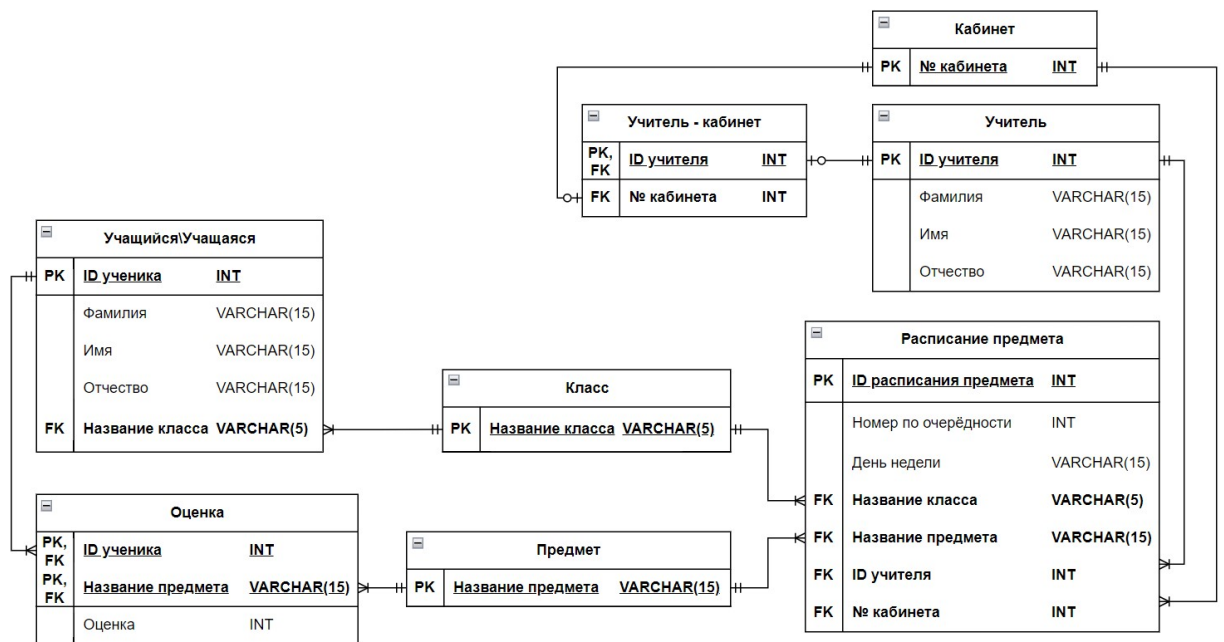 Кабинет
PK № кабинета INT
Учитель - кабинет
PK, FK ID учителя INT
FK № кабинета INT
Учитель
PK ID учителя INT
Фамилия VARCHAR(15)
Имя VARCHAR(15)
Отчество VARCHAR(15)
Учащийся\Учащаяся
PK ID ученика INT
Фамилия VARCHAR(15)
Имя VARCHAR(15)
Отчество VARCHAR(15)
FK Название класса VARCHAR(5)
Класс
PK Название класса VARCHAR(5)
Расписание предмета
PK ID расписания предмета INT
Номер по очерёдности INT
День недели VARCHAR(15)
FK Название класса VARCHAR(5)
FK Название предмета VARCHAR(15)
FK ID учителя INT
FK № кабинета INT
Оценка
PK, FK ID ученика INT
PK, FK Название предмета VARCHAR(15)
Оценка INT
Предмет
PK Название предмета VARCHAR(15)